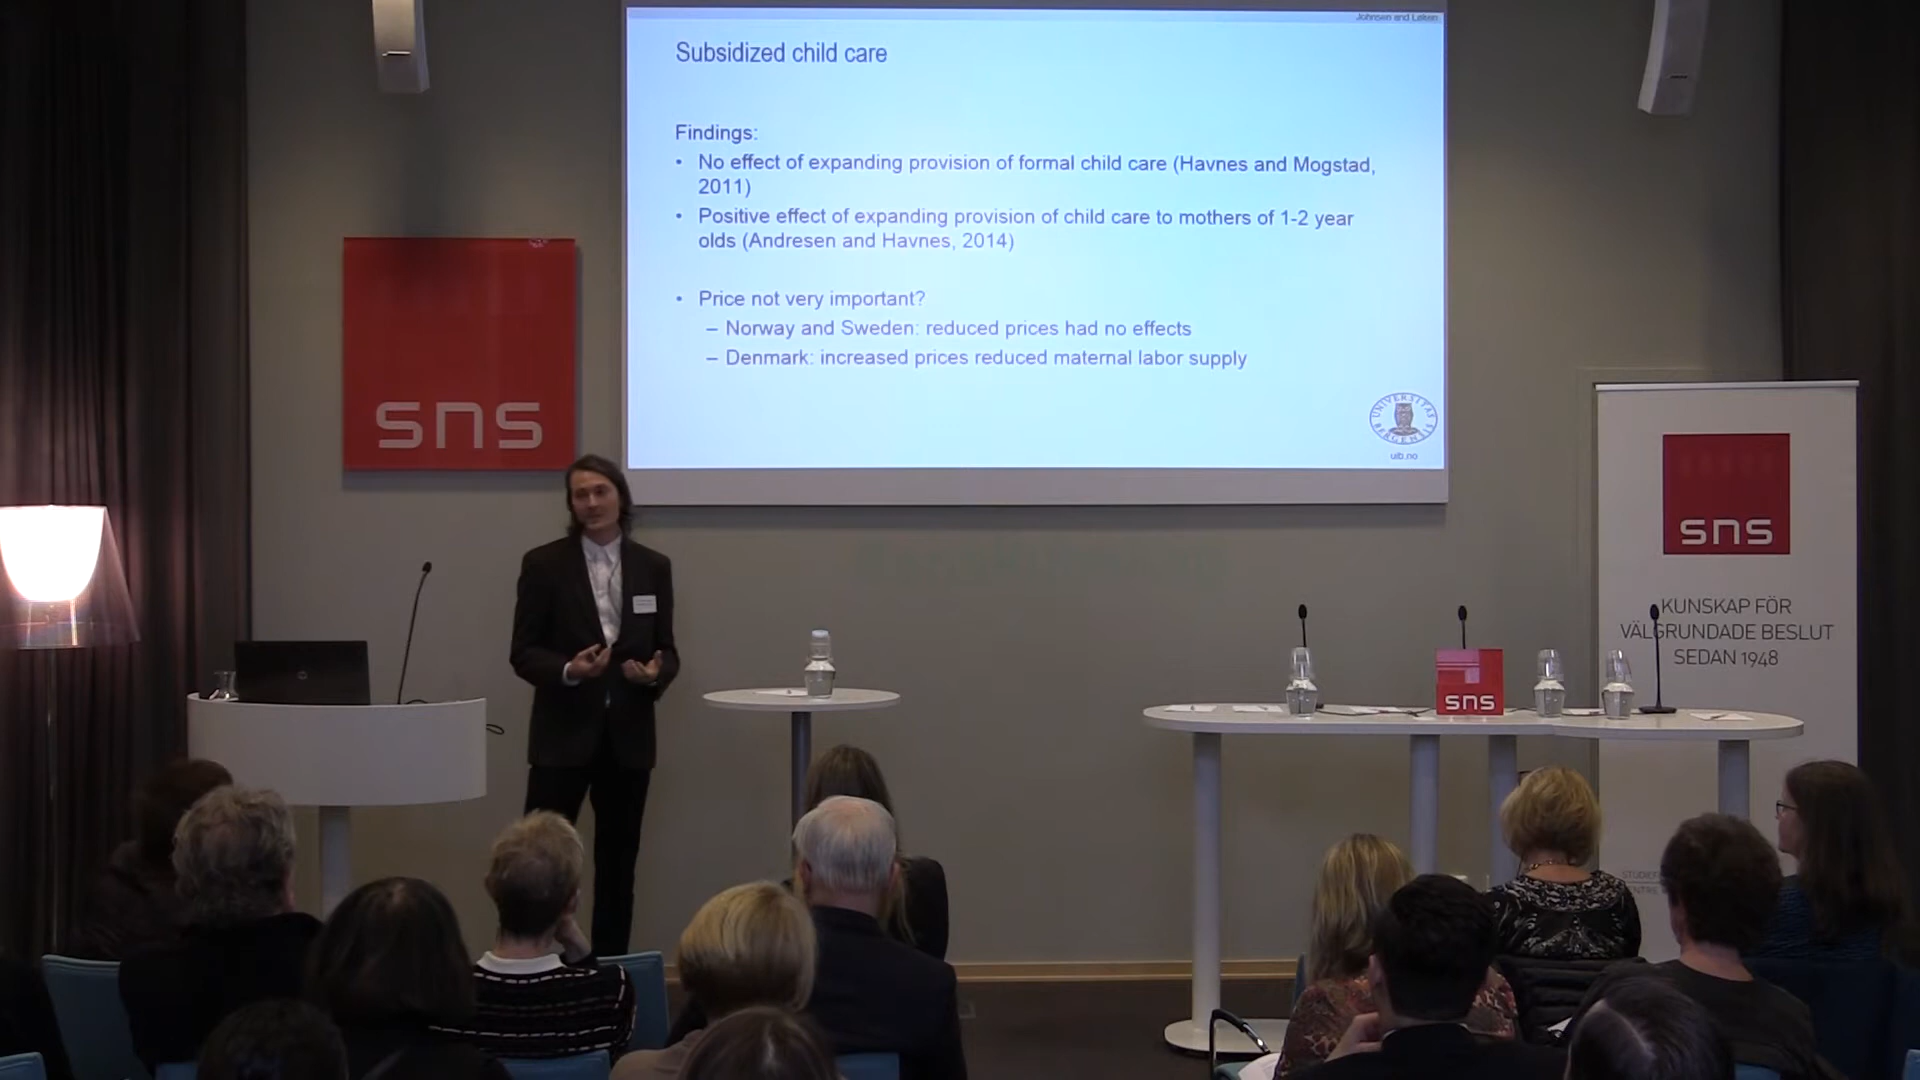 Johnsen and Løken
Subsidized child care
Findings:
• No effect of expanding provision of formal child care (Havnes and Mogstad,
2011)
• Positive effect of expanding provision of child care to mothers of 1-2 year
olds (Andresen and Havnes, 2014)
• Price not very important?
– Norway and Sweden: reduced prices had no effects
– Denmark: increased prices reduced maternal labor supply
UNIVERSITAS
BERGENSIS
uib.no
sns
sns
KUNSKAP FÖR
VÄLGRUNDADE BESLUT
SEDAN 1948
sns